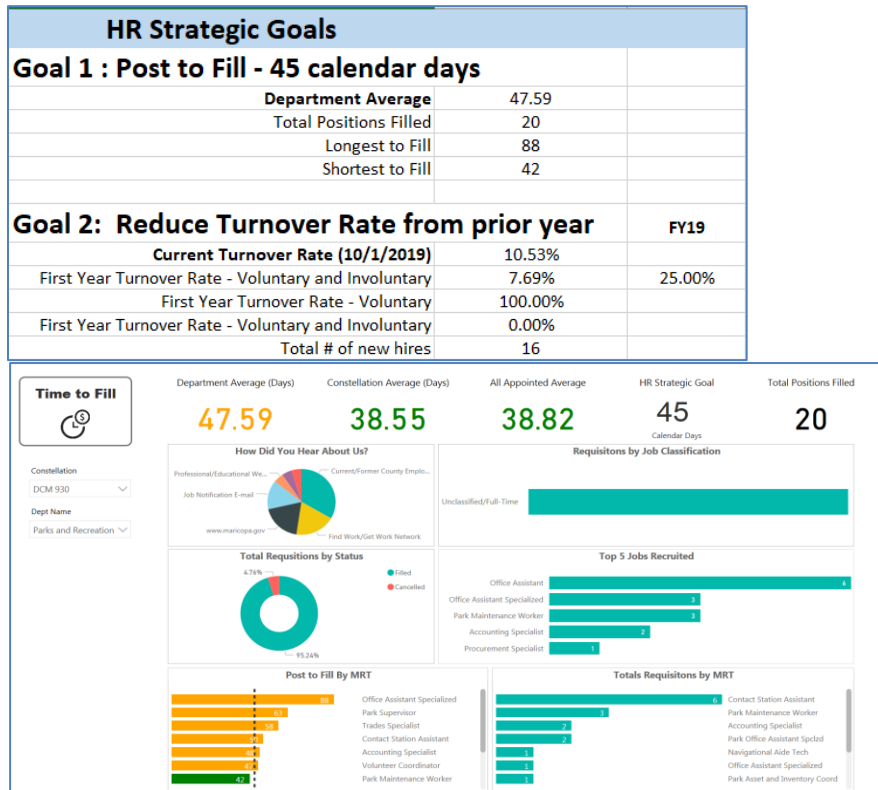 HR Strategic Goals
Goal 1 : Post to Fill - 45 calendar days
Department Average 47.59
Total Positions Filled 20
Longest to Fill 88
Shortest to Fill 42
Goal 2: Reduce Turnover Rate from prior year FY19
Current Turnover Rate (10/1/2019) 10.53%
First Year Turnover Rate - Voluntary and Involuntary 7.69% 25.00%
First Year Turnover Rate - Voluntary 100.00%
First Year Turnover Rate - Voluntary and Involuntary 0.00%
Total # of new hires 16
Time to Fill
$
Constellation
DCM 930
Dept Name
Parks and Recreation
Department Average (Days) Constellation Average (Days) All Appointed Average HR Strategic Goal Total Positions Filled
47.59 38.55 38.82 45 20
Calendar Days
How Did You Hear About Us?
Professional/Educational We...
Current/Former County Emplo...
Job Notification E-mail
www.maricopa.gov
Find Work/Get Work Network
Requisitons by Job Classification
Unclassified/Full-Time
Total Requsitions by Status
4.76%
Filled
Cancelled
95.24%
Top 5 Jobs Recruited
Office Assistant
Office Assistant Specialized 3
Park Maintenance Worker 3
Accounting Specialist 2
Procurement Specialist 1
Post to Fill By MRT
88 Office Assistant Specialized
63 Park Supervisor
58 Trades Specialist
Contact Station Assistant
48 Accounting Specialist
47 Volunteer Coordinator
42 Park Maintenance Worker
Totals Requisitons by MRT
6 Contact Station Assistant
3 Park Maintenance Worker
2 Accounting Specialist
2 Park Office Assistant Spclzd
1 Navigational Aide Tech
1 Office Assistant Specialized
1 Park Asset and Inventory Coord